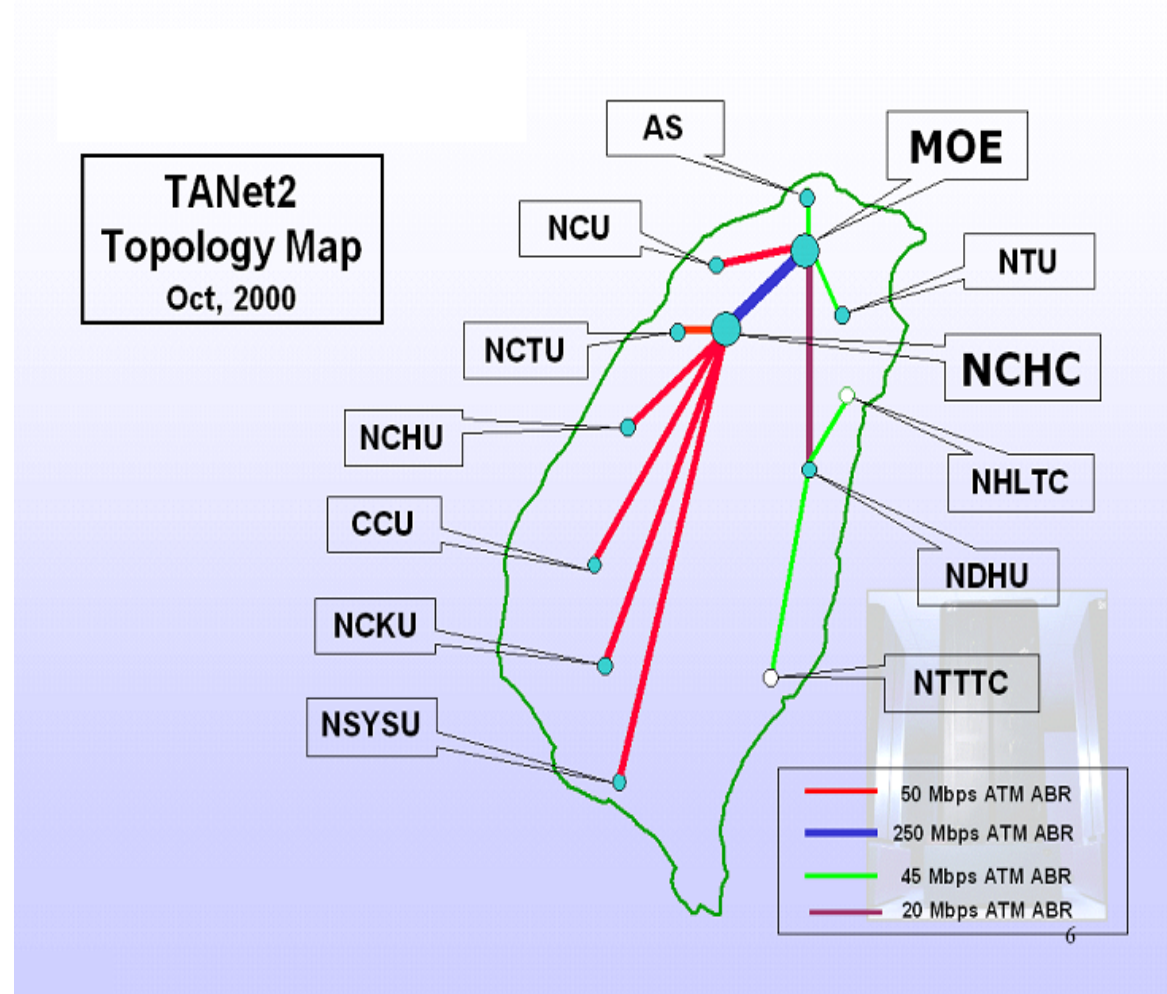 TANet2
Topology Map
Oct, 2000
AS
MOE
NCU
NTU
NCTU
NCHC
NCHU
NHLTC
CCU
NDHU
NCKU
NTTTC
NSYSU
50 Mbps ATM ABR
250 Mbps ATM ABR
45 Mbps ATM ABR
20 Mbps ATM ABR
6